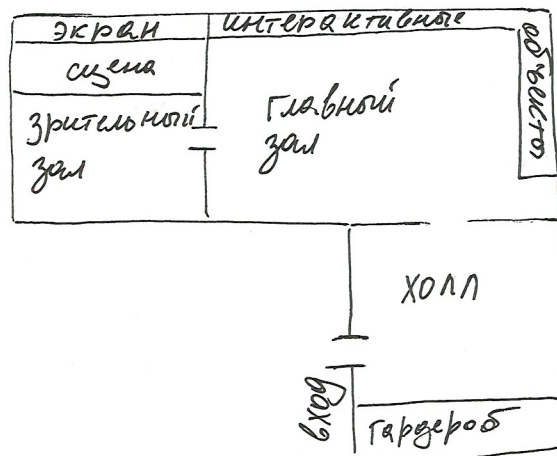 экран
интерактивные
объекты
сцена
зрительный
зал
главный
зал
холл
вход
гардероб